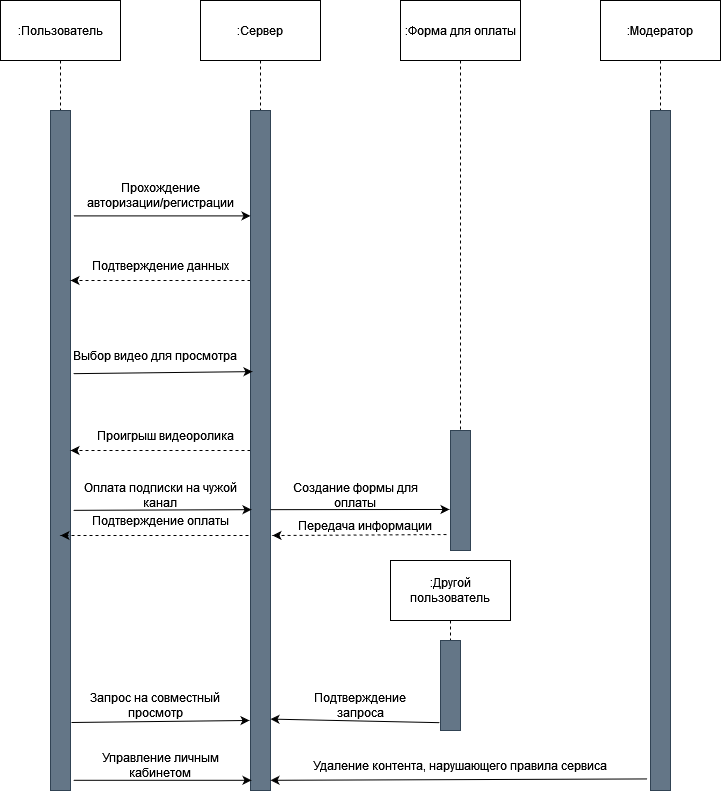 :Пользователь
:Сервер
:Форма для оплаты
:Модератор
Прохождение
авторизации/регистрации
Подтверждение данных
Выбор видео для просмотра
Проигрыш видеоролика
Оплата подписки на чужой
канал
Создание формы для
оплаты
Подтверждение оплаты
Передача информации
:Другой
пользователь
Запрос на совместный
просмотр
Подтверждение
запроса
Управление личным
кабинетом
Удаление контента, нарушающего правила сервиса